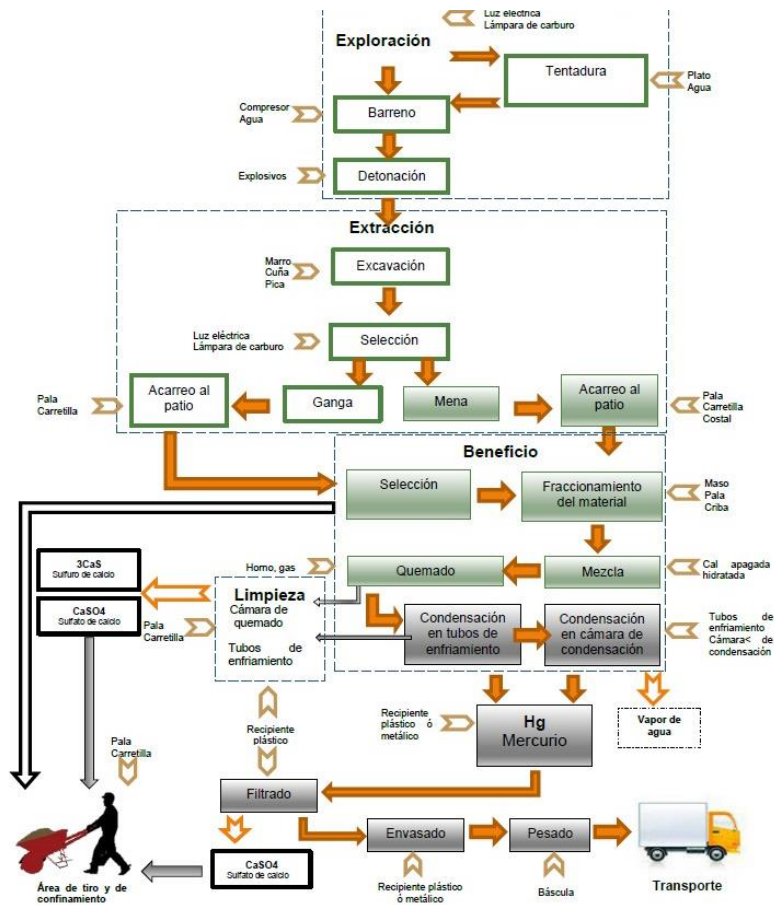 Luz electrica
Lámpara de carburo
Exploración
Tentadura
Plato
Agua
Compresor
Agua
Barreno
Explosivos
Detonación
Extracción
Marro
Cuña
Pica
Excavación
Luz eléctrica
Lámpara de carburo
Selección
Pala
Carretilla
Acarreo al
patio
Ganga
Mena
Acarreo al
patio
Pala
Carretilla
Costal
Beneficio
Selección
Fraccionamiento
del material
Maso
Pala
Criba
3CaS
Sulfuro de calcio
CaSO4
Sulfato de calcio
Horno, gas
Quemado
Mezcla
Cal apagada
hidratada
Limpieza
Cámara de
quemado
Tubos de
enfriamiento
Pala
Carretilla
Condensación
en tubos de
enfriamiento
Condensación
en cámara de
condensación
Tubos de
enfriamiento
Cámara< de
condensación
Recipiente
plástico ó
metálico
Hg
Mercurio
Vapor de
agua
Recipiente
plástico
Pala
Carretilla
Filtrado
Envasado
Pesado
CaSO4
Sulfato de calcio
Recipiente plástico
ó metálico
Báscula
Transporte
Área de tiro y de
confinamiento